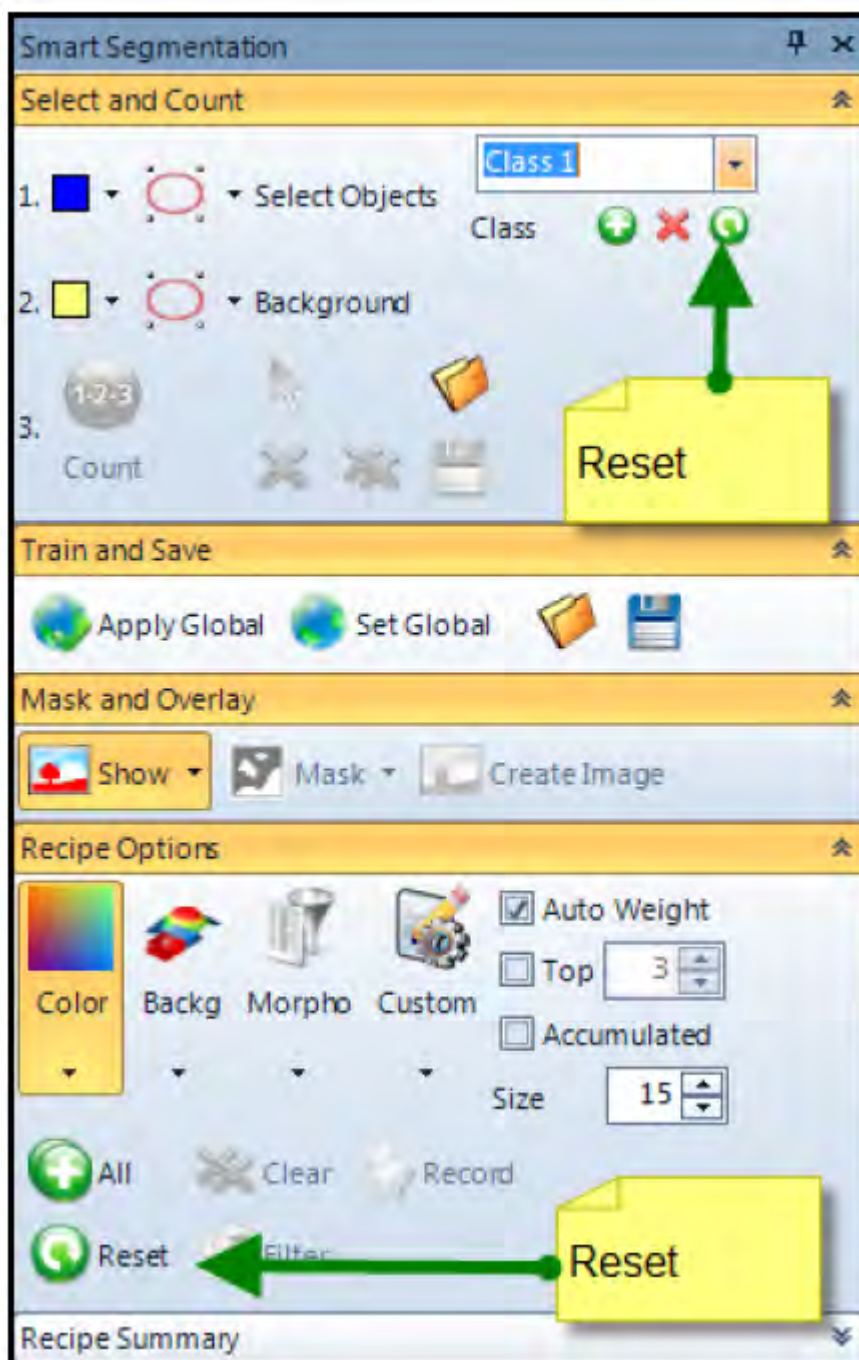 Smart Segmentation
Select and Count
Class 1
1. Select Objects
Class
2. Background
1-2-3
3.
Count
Reset
Train and Save
Apply Global Set Global
Mask and Overlay
Show Mask Create Image
Recipe Options
Auto Weight
Top 3
Color Backg Morpho Custom
Accumulated
Size 15
All Clear Record
Reset Filter
Reset
Recipe Summary